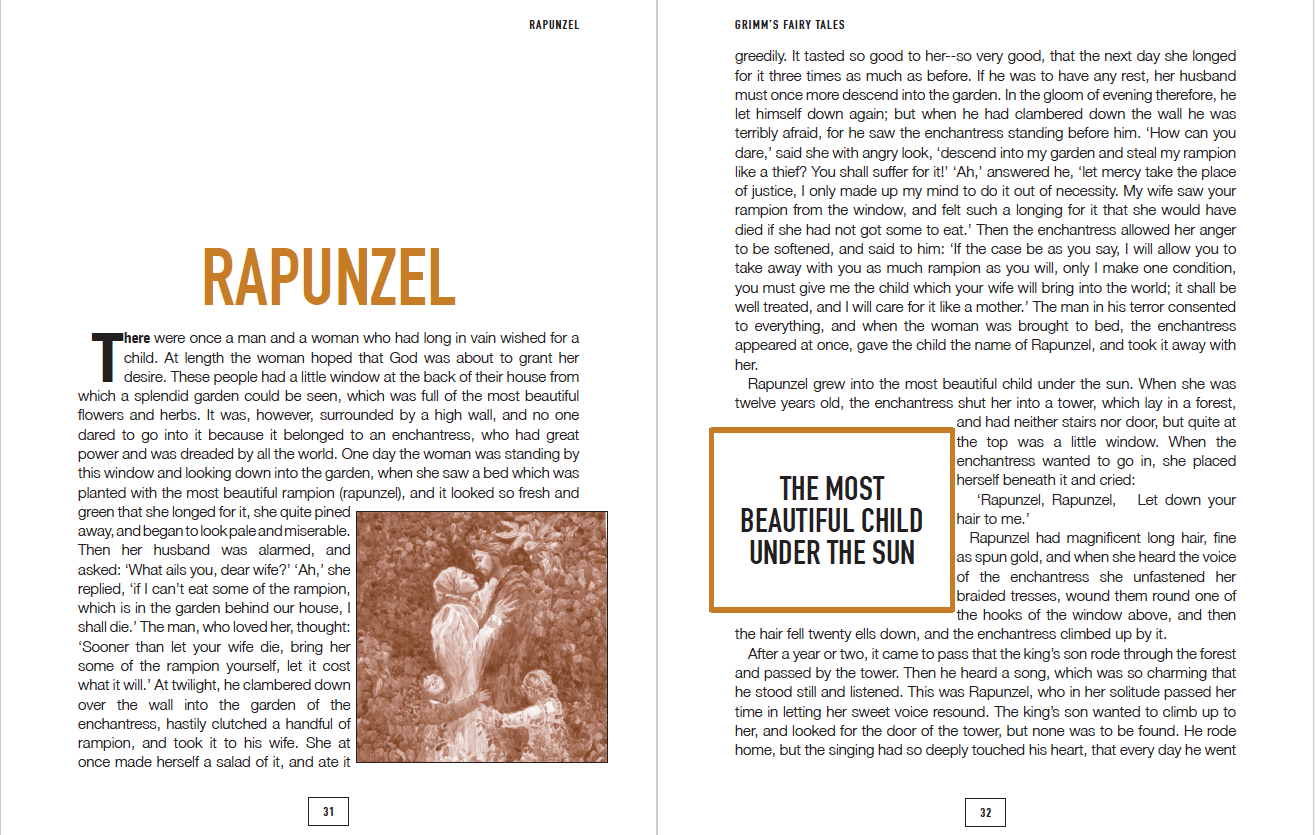 RAPUNZEL
RAPUNZEL
There were once a man and a woman who had long in vain wished for a
child. At length the woman hoped that God was about to grant her
desire. These people had a little window at the back of their house from
which a splendid garden could be seen, which was full of the most beautiful
flowers and herbs. It was, however, surrounded by a high wall, and no one
dared to go into it because it belonged to an enchantress, who had great
power and was dreaded by all the world. One day the woman was standing by
this window and looking down into the garden, when she saw a bed which was
planted with the most beautiful rampion (rapunzel), and it looked so fresh and
green that she longed for it, she quite pined
away, and began to look pale and miserable.
Then her husband was alarmed, and
asked: ‘What ails you, dear wife?’ ‘Ah,’ she
replied, ‘if I can’t eat some of the rampion,
which is in the garden behind our house, I
shall die.’ The man, who loved her, thought:
‘Sooner than let your wife die, bring her
some of the rampion yourself, let it cost
what it will.’ At twilight, he clambered down
over the wall into the garden of the
enchantress, hastily clutched a handful of
rampion, and took it to his wife. She at
once made herself a salad of it, and ate it
31
GRIMM’S FAIRY TALES
greedily. It tasted so good to her--so very good, that the next day she longed
for it three times as much as before. If he was to have any rest, her husband
must once more descend into the garden. In the gloom of evening therefore, he
let himself down again; but when he had clambered down the wall he was
terribly afraid, for he saw the enchantress standing before him. ‘How can you
dare,’ said she with angry look, ‘descend into my garden and steal my rampion
like a thief? You shall suffer for it!’ ‘Ah,’ answered he, ‘let mercy take the place
of justice, I only made up my mind to do it out of necessity. My wife saw your
rampion from the window, and felt such a longing for it that she would have
died if she had not got some to eat.’ Then the enchantress allowed her anger
to be softened, and said to him: ‘If the case be as you say, I will allow you to
take away with you as much rampion as you will, only I make one condition,
you must give me the child which your wife will bring into the world; it shall be
well treated, and I will care for it like a mother.’ The man in his terror consented
to everything, and when the woman was brought to bed, the enchantress
appeared at once, gave the child the name of Rapunzel, and took it away with
her.
Rapunzel grew into the most beautiful child under the sun. When she was
twelve years old, the enchantress shut her into a tower, which lay in a forest,
and had neither stairs nor door, but quite at
the top was a little window. When the
enchantress wanted to go in, she placed
herself beneath it and cried:
‘Rapunzel, Rapunzel, Let down your
hair to me.’
Rapunzel had magnificent long hair, fine
as spun gold, and when she heard the voice
of the enchantress she unfastened her
braided tresses, wound them round one of
the hooks of the window above, and then
the hair fell twenty ells down, and the enchantress climbed up by it.
THE MOST
BEAUTIFUL CHILD
UNDER THE SUN
After a year or two, it came to pass that the king’s son rode through the forest
and passed by the tower. Then he heard a song, which was so charming that
he stood still and listened. This was Rapunzel, who in her solitude passed her
time in letting her sweet voice resound. The king’s son wanted to climb up to
her, and looked for the door of the tower, but none was to be found. He rode
home, but the singing had so deeply touched his heart, that every day he went
32